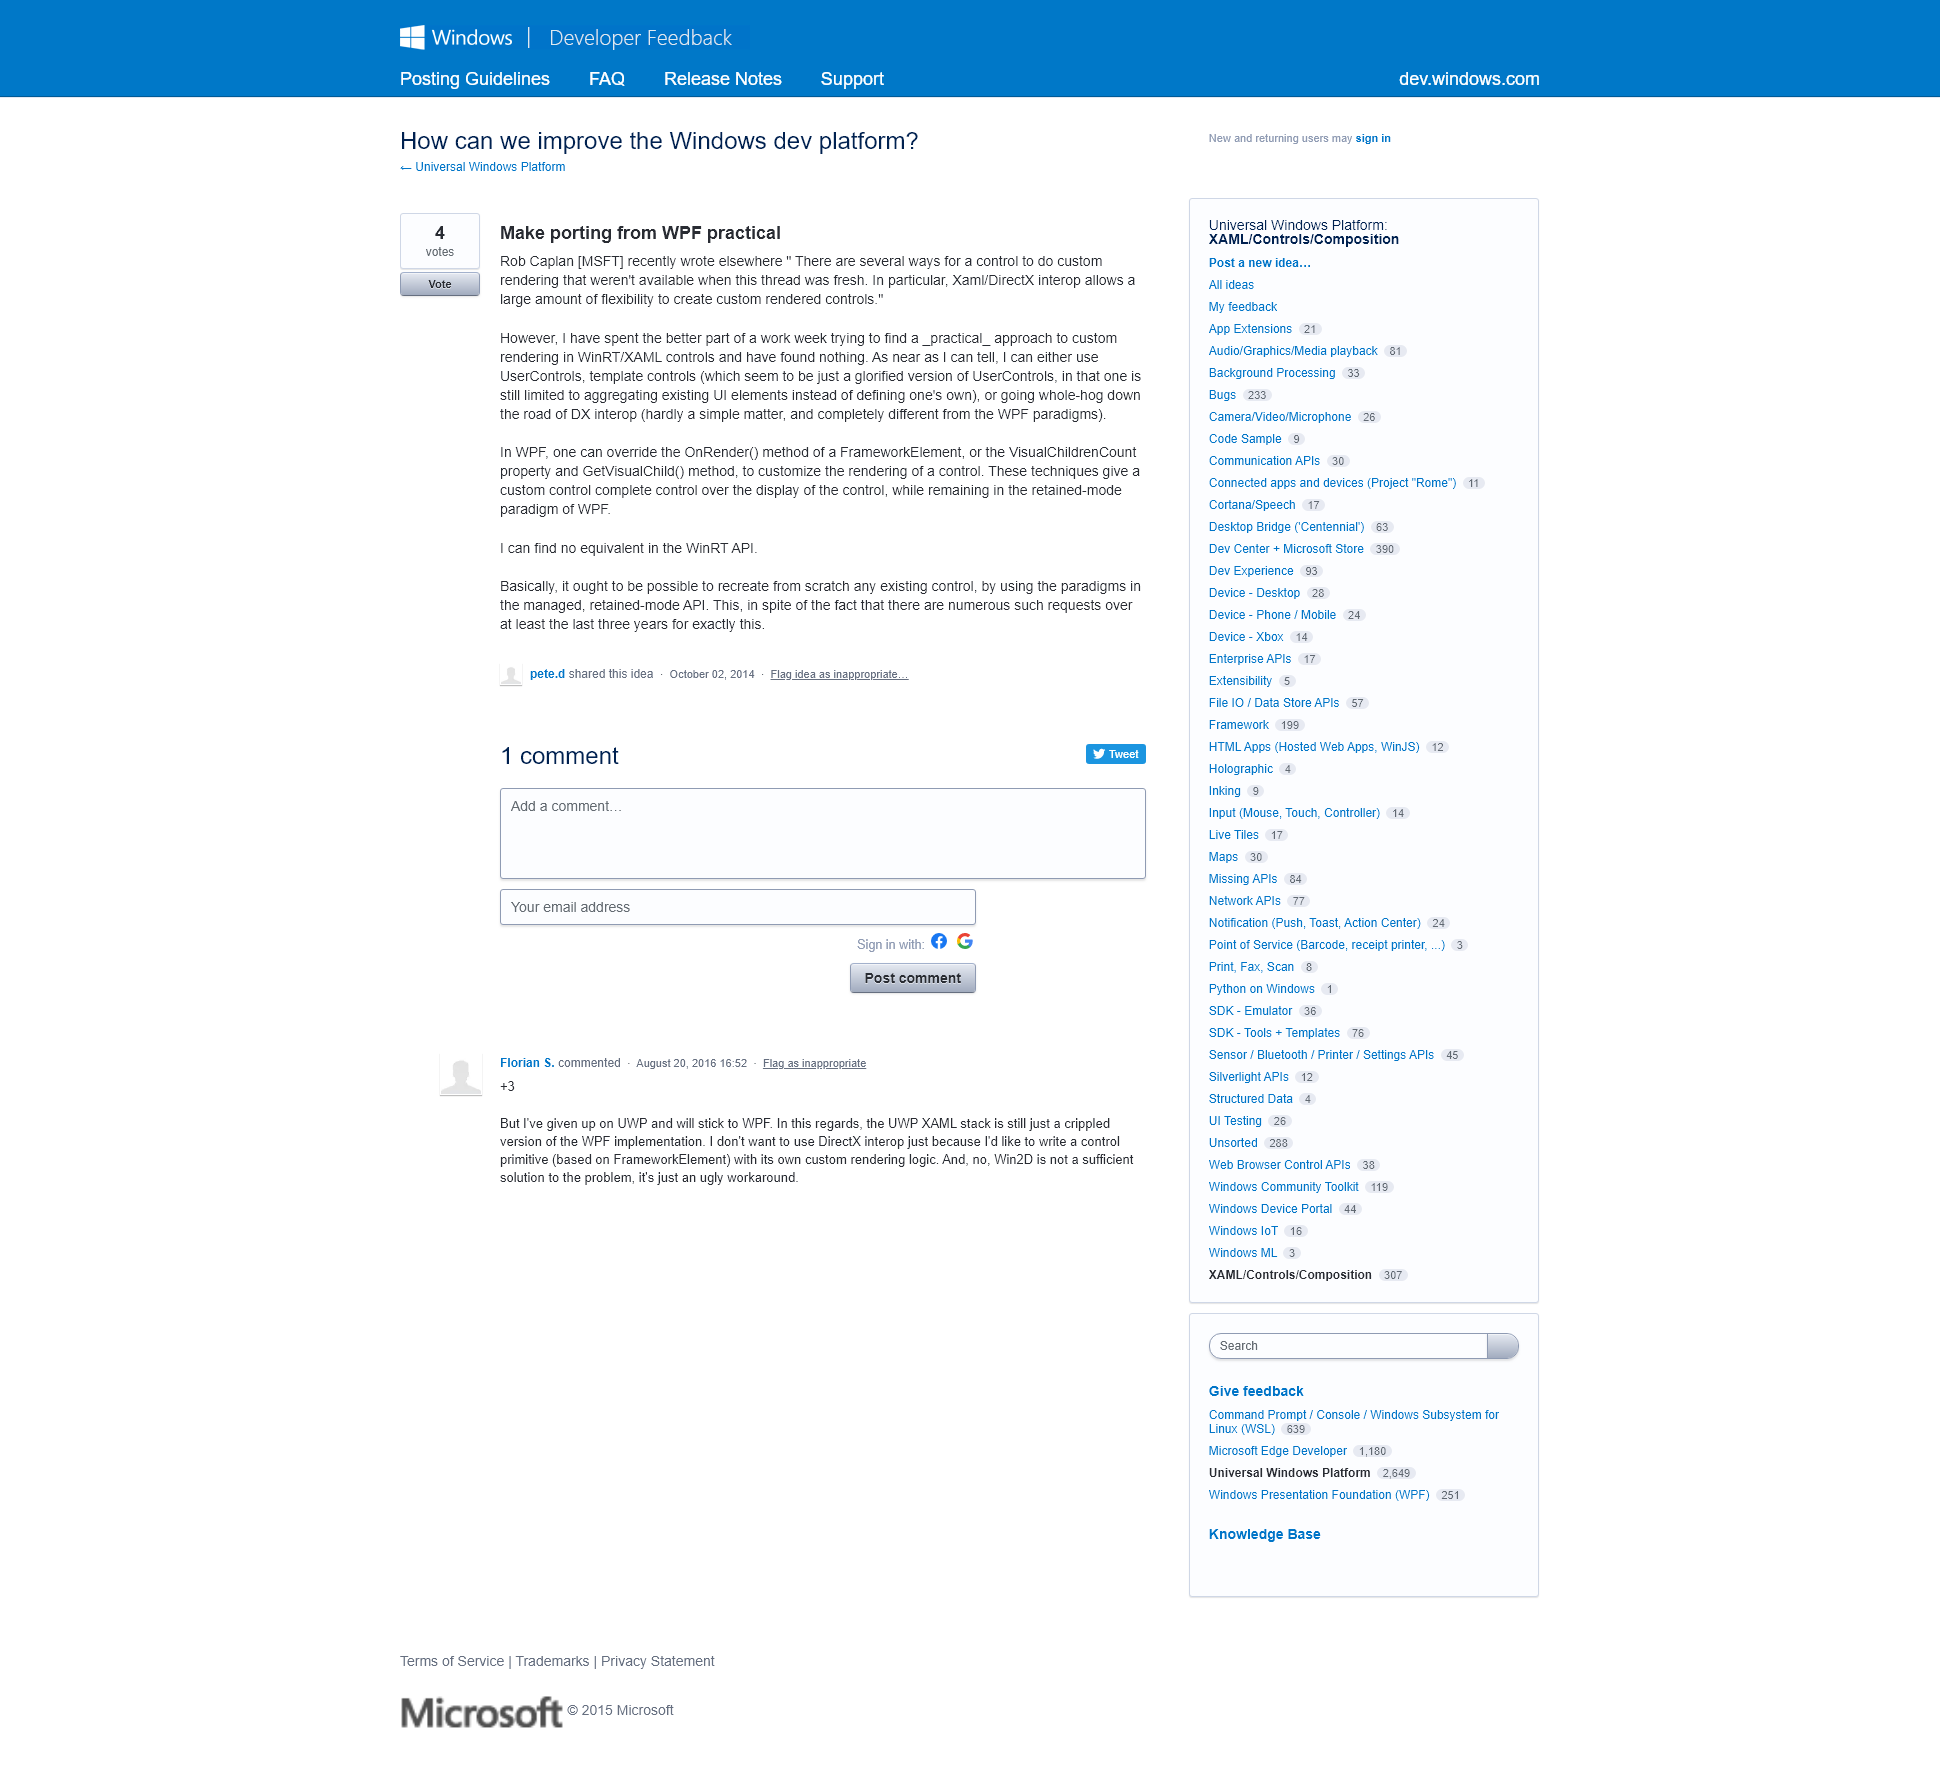 Windows | Developer Feedback
Posting Guidelines FAQ Release Notes Support dev.windows.com
How can we improve the Windows dev platform?
← Universal Windows Platform
New and returning users may sign in
4
votes
Vote
Make porting from WPF practical
Rob Caplan [MSFT] recently wrote elsewhere " There are several ways for a control to do custom
rendering that weren't available when this thread was fresh. In particular, Xaml/DirectX interop allows a
large amount of flexibility to create custom rendered controls."
However, I have spent the better part of a work week trying to find a _practical_ approach to custom
rendering in WinRT/XAML controls and have found nothing. As near as I can tell, I can either use
UserControls, template controls (which seem to be just a glorified version of UserControls, in that one is
still limited to aggregating existing UI elements instead of defining one's own), or going whole-hog down
the road of DX interop (hardly a simple matter, and completely different from the WPF paradigms).
In WPF, one can override the OnRender() method of a FrameworkElement, or the VisualChildrenCount
property and GetVisualChild() method, to customize the rendering of a control. These techniques give a
custom control complete control over the display of the control, while remaining in the retained-mode
paradigm of WPF.
I can find no equivalent in the WinRT API.
Basically, it ought to be possible to recreate from scratch any existing control, by using the paradigms in
the managed, retained-mode API. This, in spite of the fact that there are numerous such requests over
at least the last three years for exactly this.
pete.d shared this idea · October 02, 2014 · Flag idea as inappropriate…
1 comment
Tweet
Add a comment…
Your email address
Sign in with:
Post comment
Florian S. commented · August 20, 2016 16:52 · Flag as inappropriate
+3
But I've given up on UWP and will stick to WPF. In this regards, the UWP XAML stack is still just a crippled
version of the WPF implementation. I don't want to use DirectX interop just because I'd like to write a control
primitive (based on FrameworkElement) with its own custom rendering logic. And, no, Win2D is not a sufficient
solution to the problem, it's just an ugly workaround.
Universal Windows Platform:
XAML/Controls/Composition
Post a new idea…
All ideas
My feedback
App Extensions 21
Audio/Graphics/Media playback 81
Background Processing 33
Bugs 233
Camera/Video/Microphone 26
Code Sample 9
Communication APIs 30
Connected apps and devices (Project "Rome") 11
Cortana/Speech 17
Desktop Bridge ('Centennial') 63
Dev Center + Microsoft Store 390
Dev Experience 93
Device - Desktop 28
Device - Phone / Mobile 24
Device - Xbox 14
Enterprise APIs 17
Extensibility 5
File IO / Data Store APIs 57
Framework 199
HTML Apps (Hosted Web Apps, WinJS) 12
Holographic 4
Inking 9
Input (Mouse, Touch, Controller) 14
Live Tiles 17
Maps 30
Missing APIs 84
Network APIs 77
Notification (Push, Toast, Action Center) 24
Point of Service (Barcode, receipt printer, ...) 3
Print, Fax, Scan 8
Python on Windows 1
SDK - Emulator 36
SDK - Tools + Templates 76
Sensor / Bluetooth / Printer / Settings APIs 45
Silverlight APIs 12
Structured Data 4
UI Testing 26
Unsorted 288
Web Browser Control APIs 38
Windows Community Toolkit 119
Windows Device Portal 44
Windows IoT 16
Windows ML 3
XAML/Controls/Composition 307
Search
Give feedback
Command Prompt / Console / Windows Subsystem for
Linux (WSL) 639
Microsoft Edge Developer 1,180
Universal Windows Platform 2,649
Windows Presentation Foundation (WPF) 251
Knowledge Base
Terms of Service | Trademarks | Privacy Statement
Microsoft © 2015 Microsoft